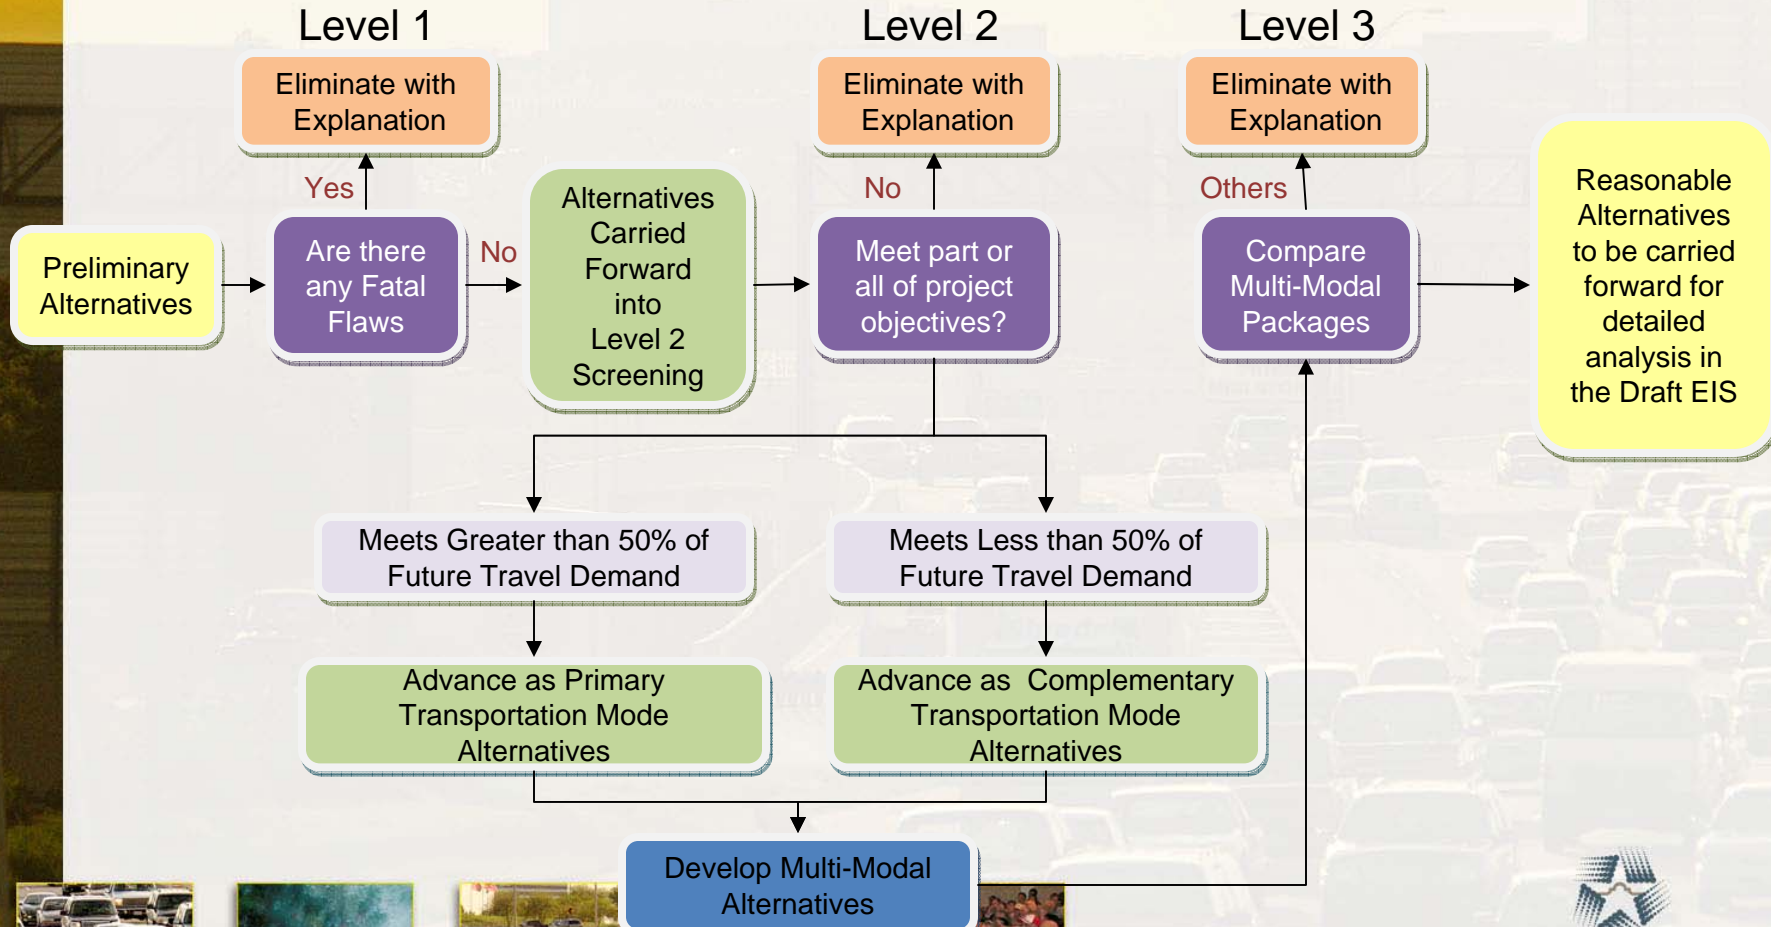 Level 1
Level 2
Level 3
Eliminate with
Explanation
Eliminate with
Explanation
Eliminate with
Explanation
Yes
No
Others
Preliminary
Alternatives
Are there
any Fatal
Flaws
No
Alternatives
Carried
Forward
into
Level 2
Screening
Meet part or
all of project
objectives?
Compare
Multi-Modal
Packages
Reasonable
Alternatives
to be carried
forward for
detailed
analysis in
the Draft EIS
Meets Greater than 50% of
Future Travel Demand
Meets Less than 50% of
Future Travel Demand
Advance as Primary
Transportation Mode
Alternatives
Advance as  Complementary
Transportation Mode
Alternatives
Develop Multi-Modal
Alternatives